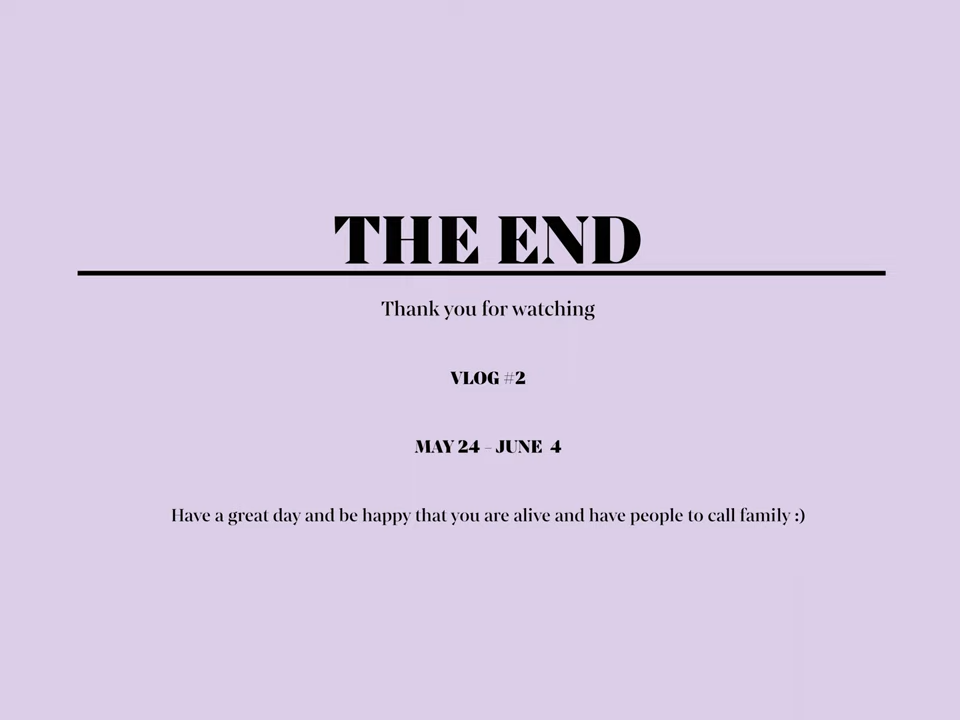 THE END
Thank you for watching
VLOG #2
MAY 24 - JUNE 4
Have a great day and be happy that you are alive and have people to call family :)